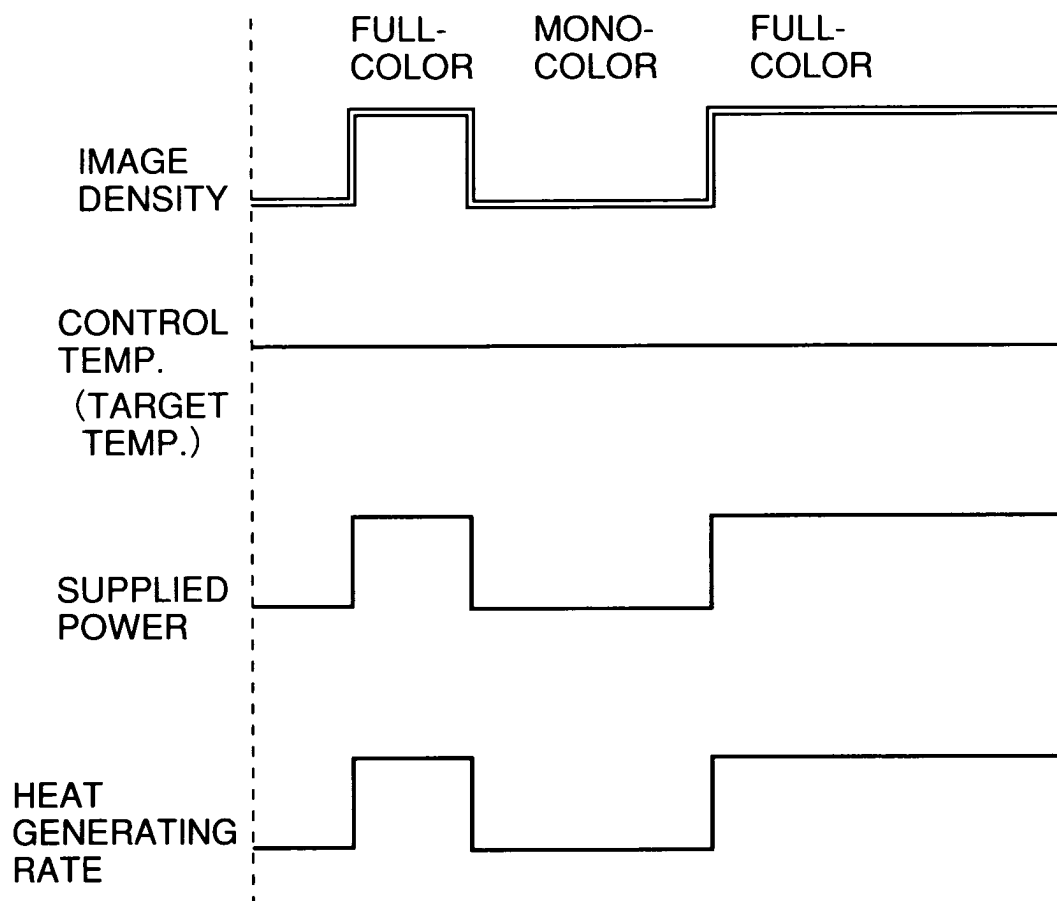 FULL-
COLOR
MONO-
COLOR
FULL-
COLOR
IMAGE
DENSITY
CONTROL
TEMP.
(TARGET
TEMP.)
SUPPLIED
POWER
HEAT
GENERATING
RATE